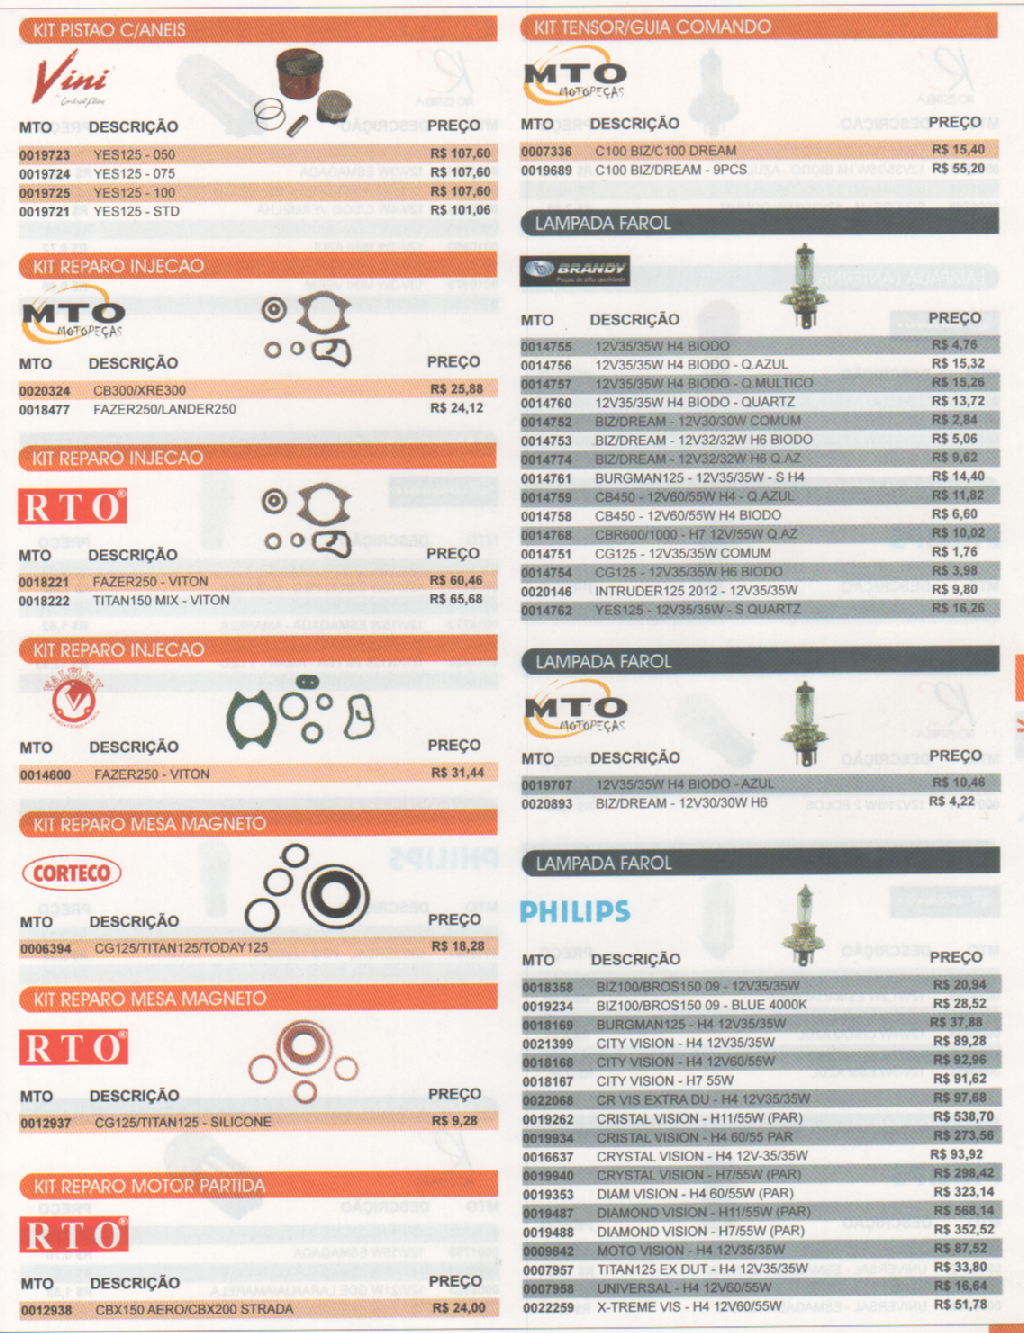 KIT PISTAO C/ANEIS
Vini
MTO DESCRIÇÃO PREÇO
0019723 YES125 - 050 R$ 107,60
0019724 YES125 - 075 R$ 107,60
0019725 YES125 - 100 R$ 107,60
0019721 YES125 - STD R$ 101,06
KIT REPARO INJECAO
MTO
MOTOPEÇAS
MTO DESCRIÇÃO PREÇO
0020324 CB300/XRE300 R$ 25,88
0018477 FAZER250/LANDER250 R$ 24,12
KIT REPARO INJECAO
RTO®
MTO DESCRIÇÃO PREÇO
0018221 FAZER250 - VITON R$ 60,46
0018222 TITAN150 MIX - VITON R$ 65,68
KIT REPARO INJECAO
MTO DESCRIÇÃO PREÇO
0014600 FAZER250 - VITON R$ 31,44
KIT REPARO MESA MAGNETO
CORTECO
MTO DESCRIÇÃO PREÇO
0006394 CG125/TITAN125/TODAY125 R$ 18,28
KIT REPARO MESA MAGNETO
RTO®
MTO DESCRIÇÃO PREÇO
0012937 CG125/TITAN125 - SILICONE R$ 9,28
KIT REPARO MOTOR PARTIDA
RTO®
MTO DESCRIÇÃO PREÇO
0012938 CBX150 AERO/CBX200 STRADA R$ 24,00
KIT TENSOR/GUIA COMANDO
MTO
MOTOPEÇAS
MTO DESCRIÇÃO PREÇO
0007336 C100 BIZ/C100 DREAM R$ 15,40
0019689 C100 BIZ/DREAM - 9PCS R$ 55,20
LAMPADA FAROL
BRANDY
MTO DESCRIÇÃO PREÇO
0014755 12V35/35W H4 BIODO R$ 4,76
0014756 12V35/35W H4 BIODO - Q.AZUL R$ 15,32
0014757 12V35/35W H4 BIODO - Q.MULTICO R$ 15,26
0014760 12V35/35W H4 BIODO - QUARTZ R$ 13,72
0014752 BIZ/DREAM - 12V30/30W COMUM R$ 2,84
0014753 BIZ/DREAM - 12V32/32W H6 BIODO R$ 5,06
0014774 BIZ/DREAM - 12V32/32W H6 Q.AZ R$ 9,62
0014761 BURGMAN125 - 12V35/35W - S H4 R$ 14,40
0014759 CB450 - 12V60/55W H4 - Q.AZUL R$ 11,82
0014758 CB450 - 12V60/55W H4 BIODO R$ 6,60
0014768 CBR600/1000 - H7 12V/55W Q.AZ R$ 10,02
0014751 CG125 - 12V35/35W COMUM R$ 1,76
0014754 CG125 - 12V35/35W H6 BIODO R$ 3,98
0020146 INTRUDER125 2012 - 12V35/35W R$ 9,80
0014762 YES125 - 12V35/35W - S QUARTZ R$ 16,26
LAMPADA FAROL
MTO
MOTOPEÇAS
MTO DESCRIÇÃO PREÇO
0019707 12V35/35W H4 BIODO - AZUL R$ 10,46
0020893 BIZ/DREAM - 12V30/30W H6 R$ 4,22
LAMPADA FAROL
PHILIPS
MTO DESCRIÇÃO PREÇO
0018358 BIZ100/BROS150 09 - 12V35/35W R$ 20,94
0019234 BIZ100/BROS150 09 - BLUE 4000K R$ 28,52
0018169 BURGMAN125 - H4 12V35/35W R$ 37,88
0021399 CITY VISION - H4 12V35/35W R$ 89,28
0018168 CITY VISION - H4 12V60/55W R$ 92,96
0018167 CITY VISION - H7 55W R$ 91,62
0022068 CR VIS EXTRA DU - H4 12V35/35W R$ 97,68
0019262 CRISTAL VISION - H11/55W (PAR) R$ 538,70
0019934 CRISTAL VISION - H4 60/55 PAR R$ 273,56
0016637 CRYSTAL VISION - H4 12V-35/35W R$ 93,92
0019940 CRYSTAL VISION - H7/55W (PAR) R$ 298,42
0019353 DIAM VISION - H4 60/55W (PAR) R$ 323,14
0019487 DIAMOND VISION - H11/55W (PAR) R$ 568,14
0019488 DIAMOND VISION - H7/55W (PAR) R$ 352,52
0009842 MOTO VISION - H4 12V35/35W R$ 87,52
0007957 TITAN125 EX DUT - H4 12V35/35W R$ 33,80
0007958 UNIVERSAL - H4 12V60/55W R$ 16,64
0022259 X-TREME VIS - H4 12V60/55W R$ 51,78